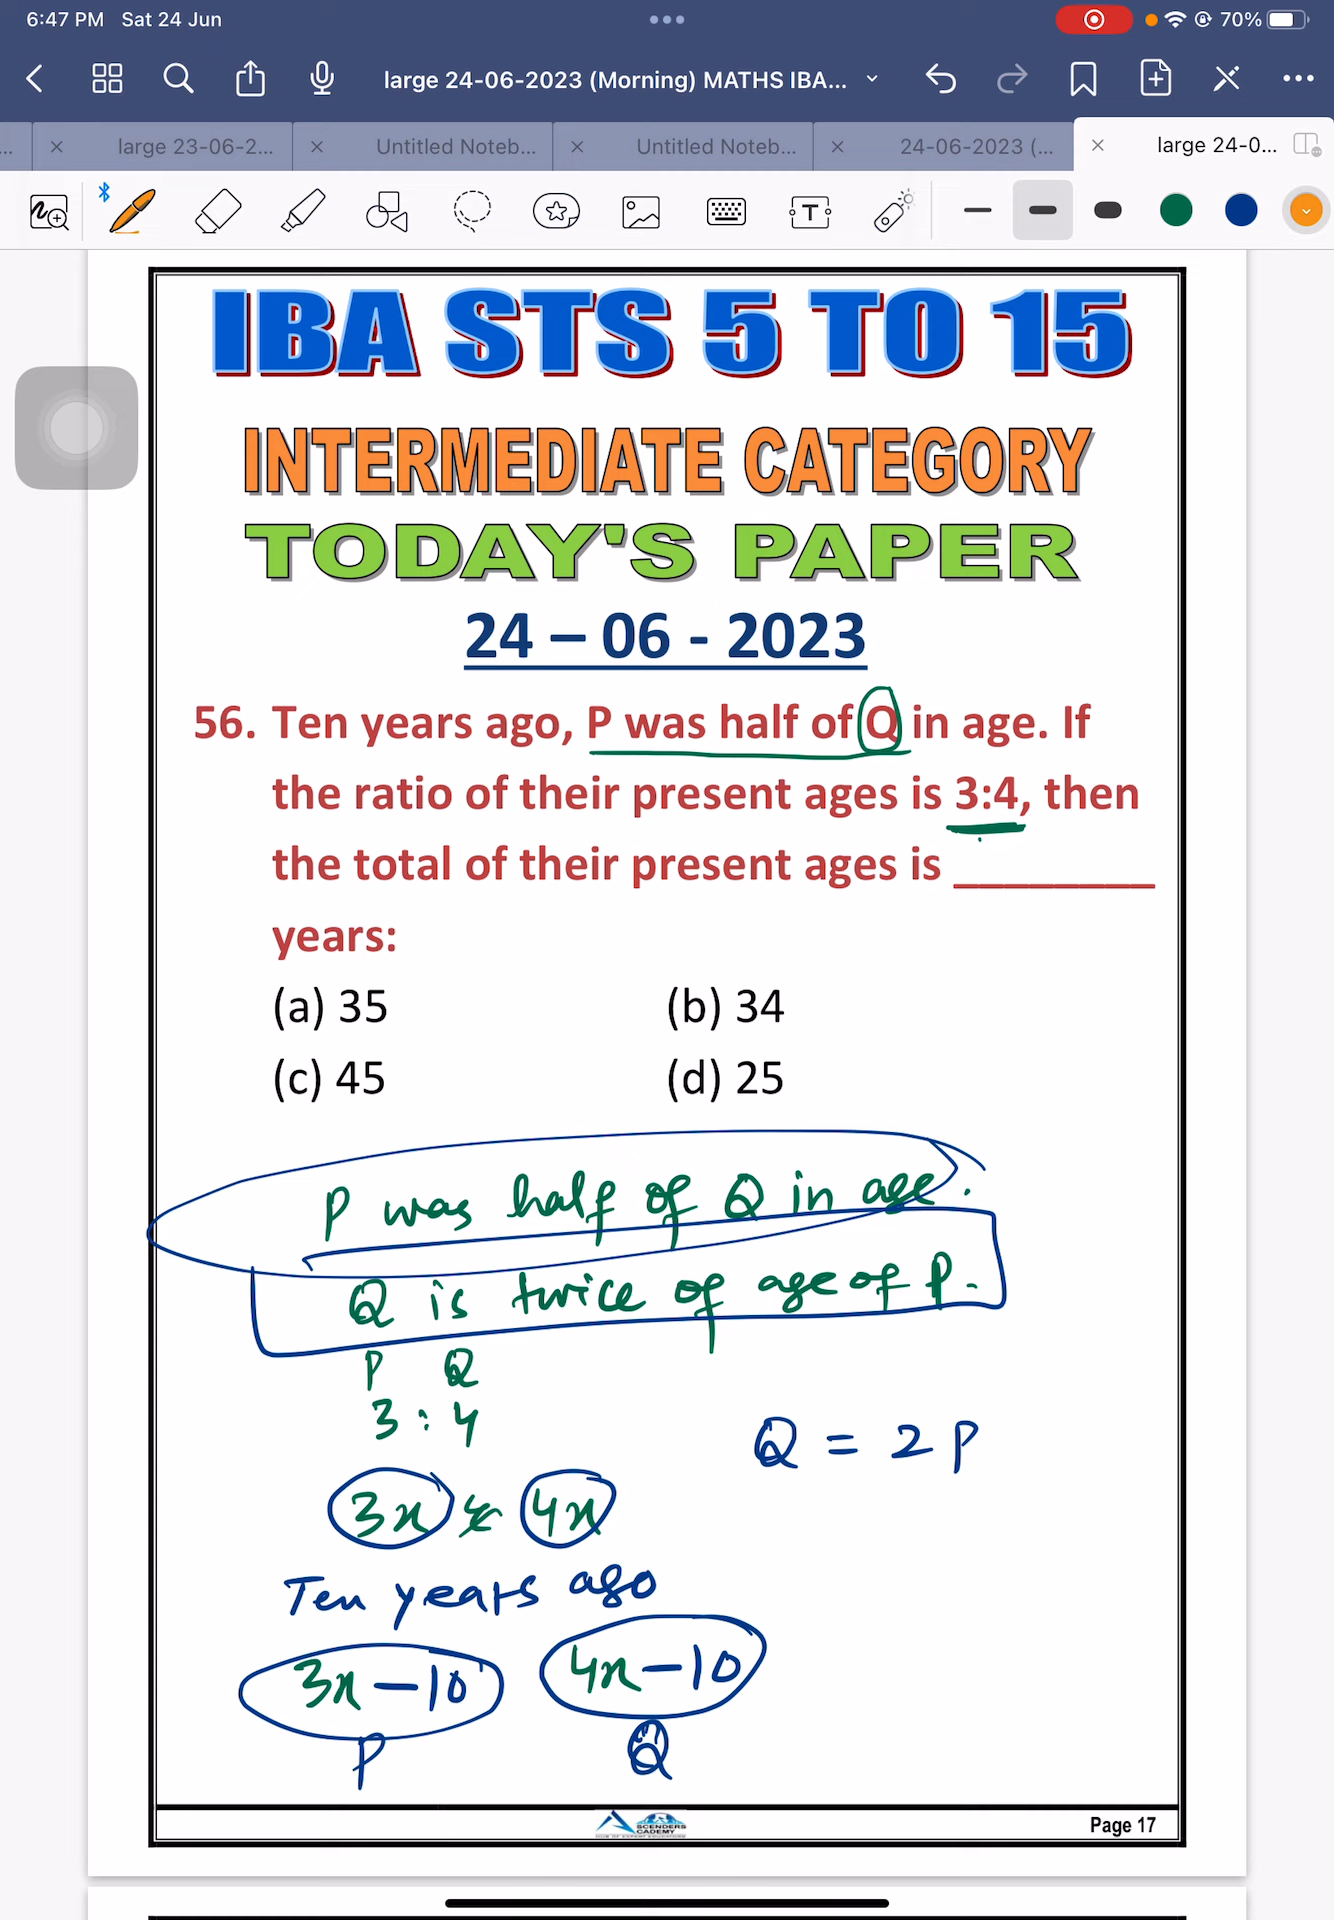 6:47 PM Sat 24 Jun
70%
large 24-06-2023 (Morning) MATHS IBA...
... large 23-06-2... Untitled Noteb... Untitled Noteb... 24-06-2023 (... large 24-0...
T
IBA STS 5 TO 15
INTERMEDIATE CATEGORY
TODAY'S PAPER
24 – 06 - 2023
56. Ten years ago, P was half of Q in age. If
the ratio of their present ages is 3:4, then
the total of their present ages is ________
years:
(a) 35 (b) 34
(c) 45 (d) 25
P was half of Q in age.
Q is twice of age of P.
P Q
3 : 4
Q = 2P
3x & 4x
Ten years ago
3x – 10 4x – 10
P Q
SCENDERS
CADEMY
Page 17